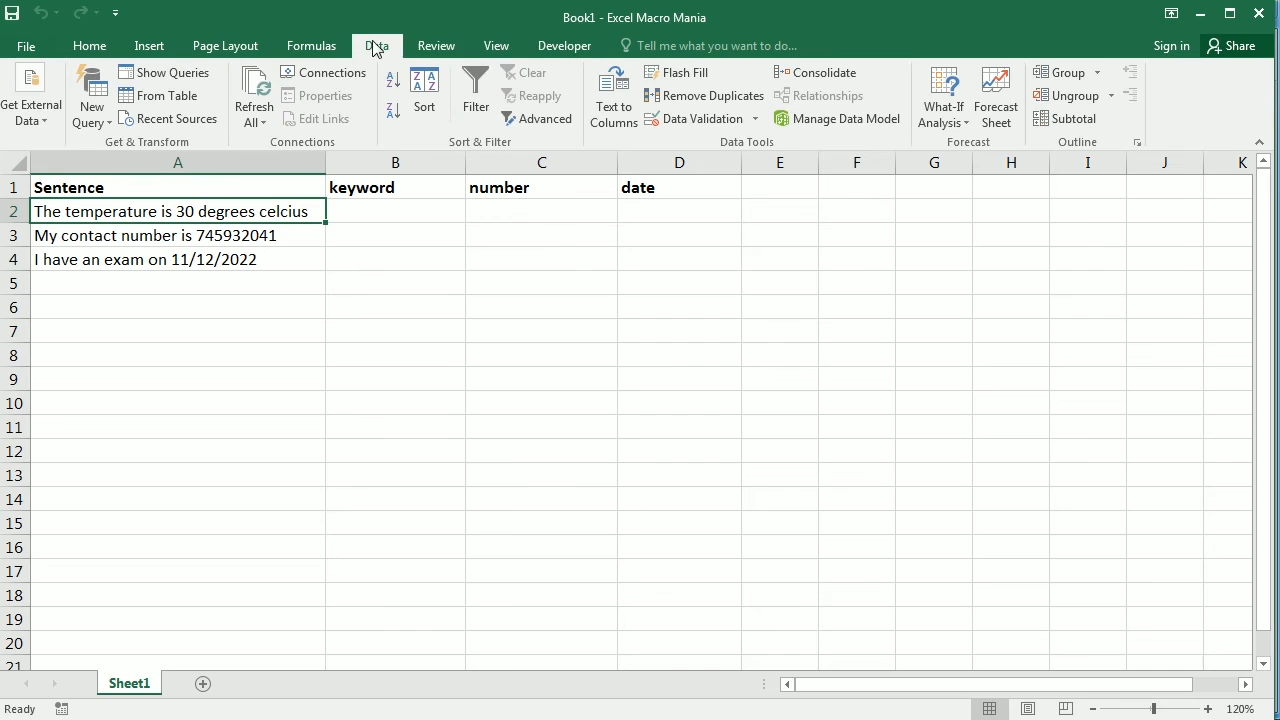 Book1 - Excel Macro Mania
File Home Insert Page Layout Formulas Data Review View Developer Tell me what you want to do... Sign in Share
Get External Data
New Query
Show Queries
From Table
Recent Sources
Get & Transform
Refresh All
Connections
Properties
Edit Links
Connections
Sort
Filter
Clear
Reapply
Advanced
Sort & Filter
Text to Columns
Flash Fill
Remove Duplicates
Data Validation
Consolidate
Relationships
Manage Data Model
Data Tools
What-If Analysis
Forecast Sheet
Forecast
Group
Ungroup
Subtotal
Outline
A B C D E F G H I J K
1 Sentence keyword number date
2 The temperature is 30 degrees celcius
3 My contact number is 745932041
4 I have an exam on 11/12/2022
5
6
7
8
9
10
11
12
13
14
15
16
17
18
19
20
21
Sheet1
Ready 120%